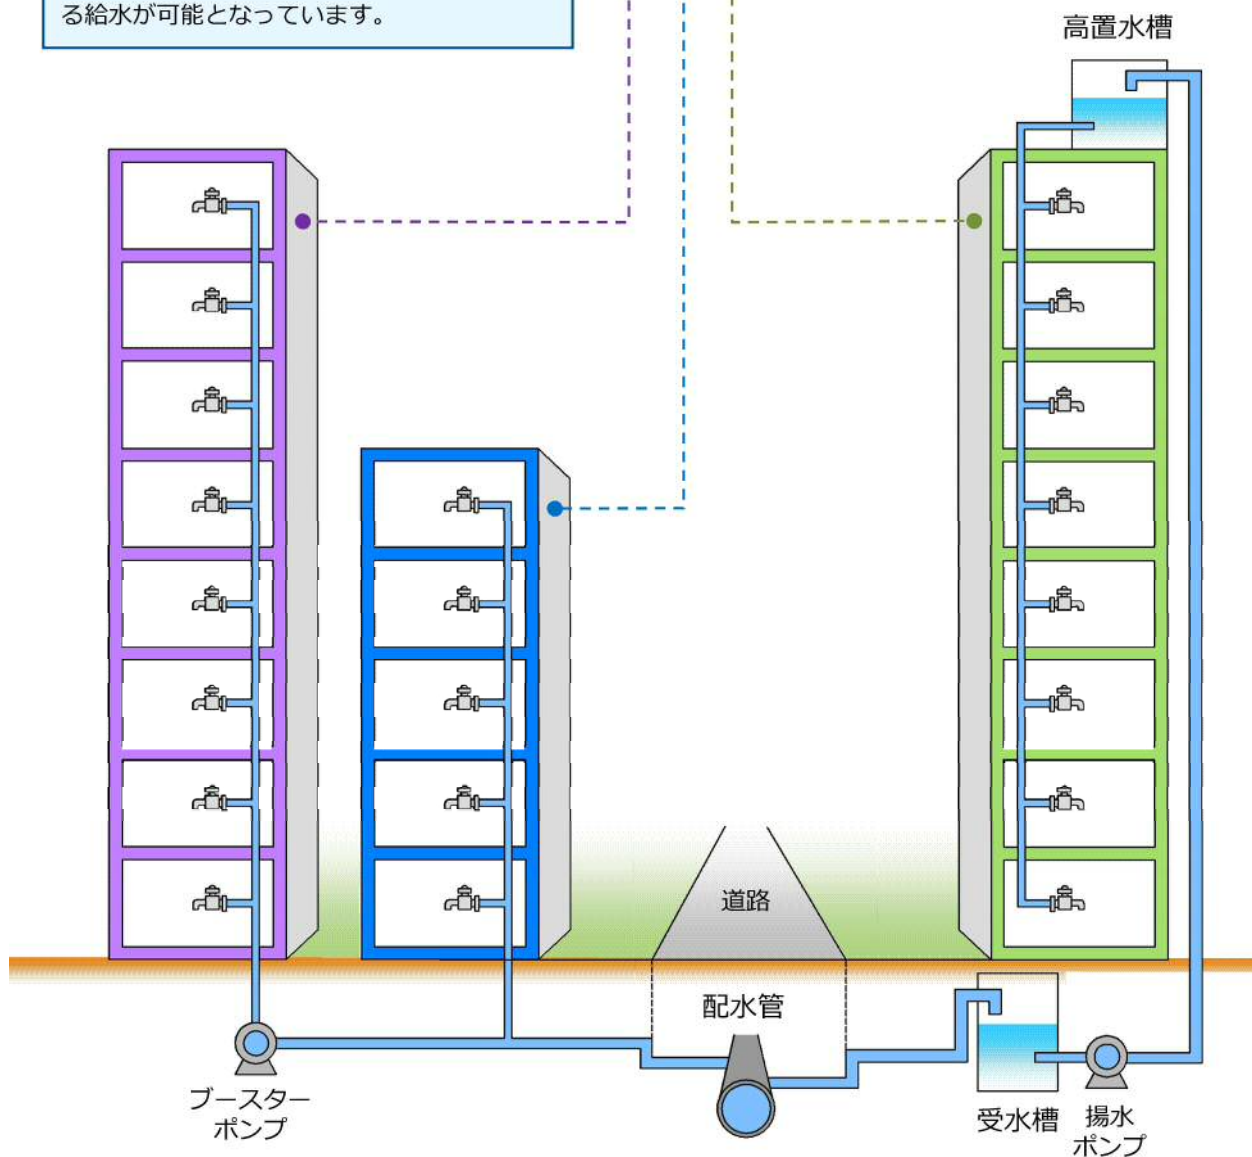 る給水が可能となっています。
高置水槽
道路
配水管
ブースター
ポンプ
受水槽
揚水
ポンプ